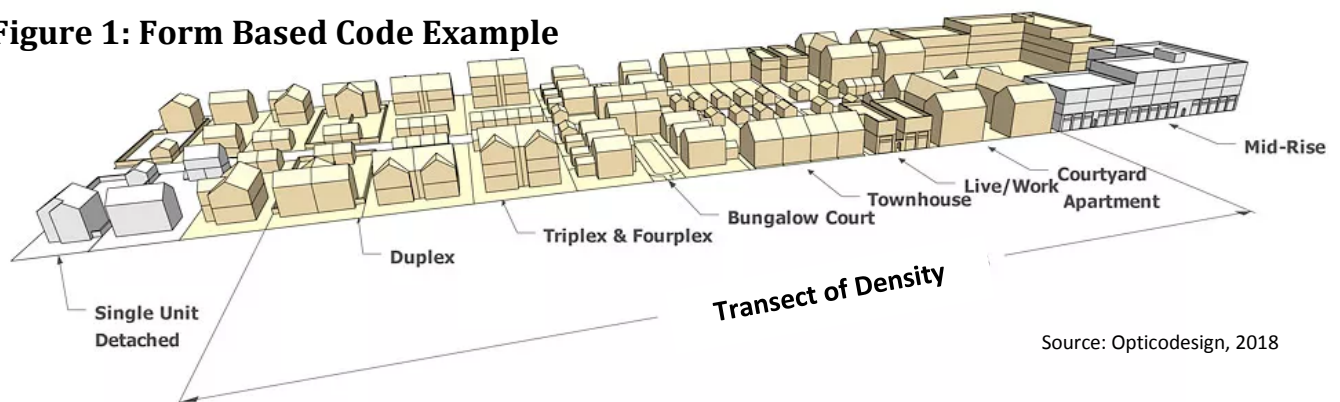 Figure 1: Form Based Code Example
Mid-Rise
Courtyard
Apartment
Live/Work
Townhouse
Bungalow Court
Triplex & Fourplex
Duplex
Single Unit
Detached
Transect of Density
Source: Opticodesign, 2018